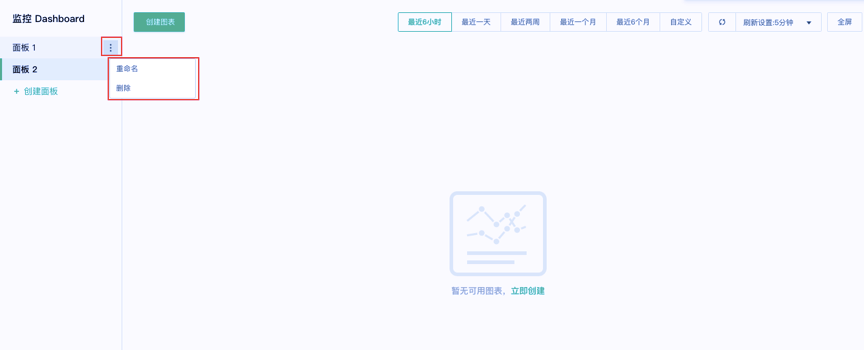 监控 Dashboard
创建图表
最近6小时 最近一天 最近两周 最近一个月 最近6个月 自定义 刷新设置:5分钟 全屏
面板 1
面板 2
重命名
删除
+ 创建面板
暂无可用图表，立即创建